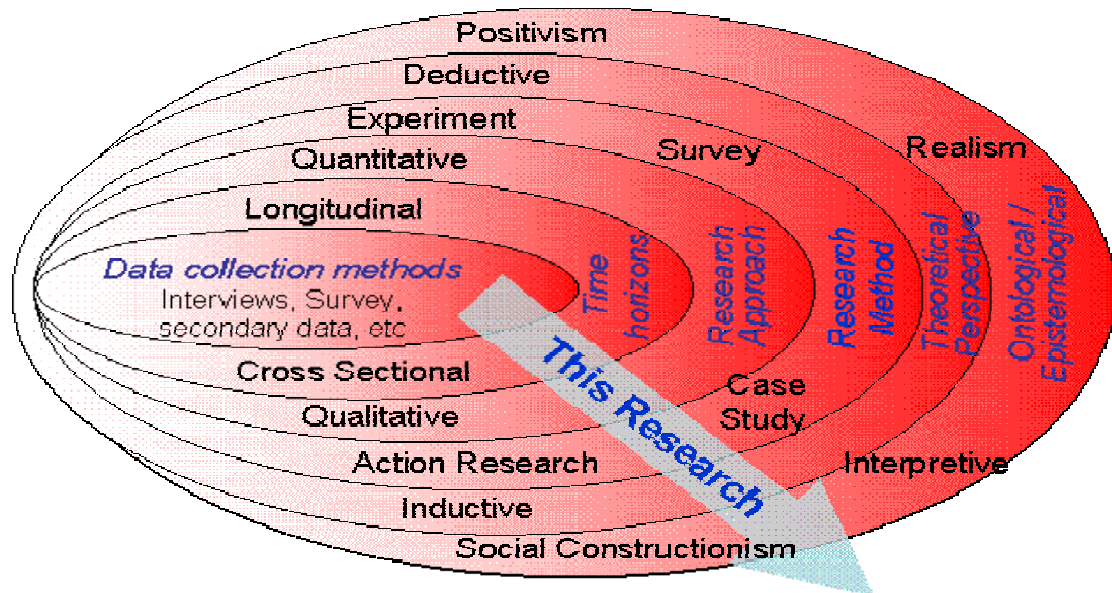 Positivism
Deductive
Experiment
Survey
Realism
Quantitative
Longitudinal
Data collection methods
Interviews, Survey,
secondary data, etc
Time
horizons
Research
Approach
Research
Method
Theoretical
Perspective
Ontological /
Epistemological
This Research
Cross Sectional
Case
Study
Qualitative
Action Research
Interpretive
Inductive
Social Constructionism